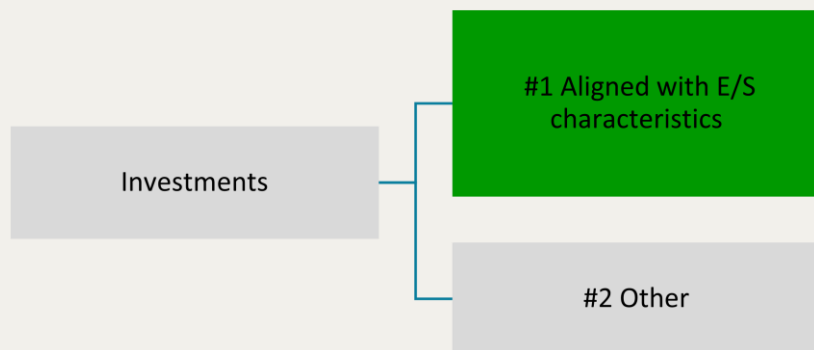 Investments
#1 Aligned with E/S
characteristics
#2 Other